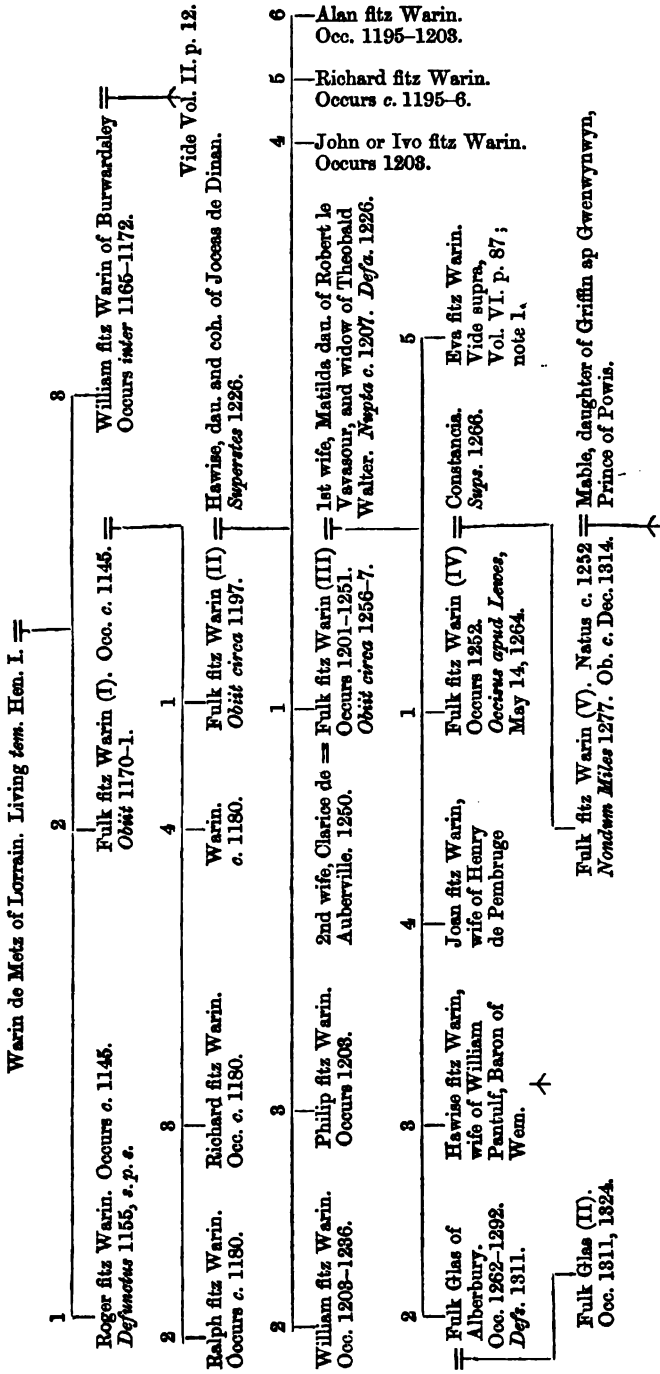 Warin de Metz of Lorrain. Living tem. Hen. I. =
1
2
3
Roger fitz Warin. Occurs c. 1145.
Defunctus 1155, s. p. s.
Fulk fitz Warin (I). Occ. c. 1145. =
Obiit 1170–1.
William fitz Warin of Burwardsley =
Occurs inter 1165–1172.
Vide Vol. II. p. 12.
2
3
4
1
Ralph fitz Warin.
Occurs c. 1180.
Richard fitz Warin.
Occ. c. 1180.
Warin.
c. 1180.
Fulk fitz Warin (II) = Hawise, dau. and coh. of Joceas de Dinan.
Obiit circa 1197.
Superstes 1226.
2
3
1
4
5
6
William fitz Warin.
Occ. 1203–1236.
Philip fitz Warin.
Occurs 1203.
2nd wife, Clarice de =
Auberville. 1250.
Fulk fitz Warin (III) =
Occurs 1201–1251.
Obiit circa 1256–7.
1st wife, Matilda dau. of Robert le
Vavasour, and widow of Theobald
Walter. Nupta c. 1207. Defa. 1226.
John or Ivo fitz Warin.
Occurs 1203.
Richard fitz Warin.
Occurs c. 1195–6.
Alan fitz Warin.
Occ. 1195–1203.
2
3
4
1
5
= Fulk Glas of
Alberbury.
Occ. 1262–1292.
Defs. 1311.
Hawise fitz Warin,
wife of William
Pantulf, Baron of
Wem.
Joan fitz Warin,
wife of Henry
de Pembruge
Fulk fitz Warin (IV) =
Occurs 1252.
Occisus apud Lewes,
May 14, 1264.
Constancia.
Sups. 1266.
Eva fitz Warin.
Vide supra,
Vol. VI. p. 87;
note 1.
Fulk Glas (II).
Occ. 1311, 1324.
Fulk fitz Warin (V). Natus c. 1252 = Mable, daughter of Griffin ap Gwenwynwyn,
Nondum Miles 1277. Ob. c. Dec. 1314.
Prince of Powis.